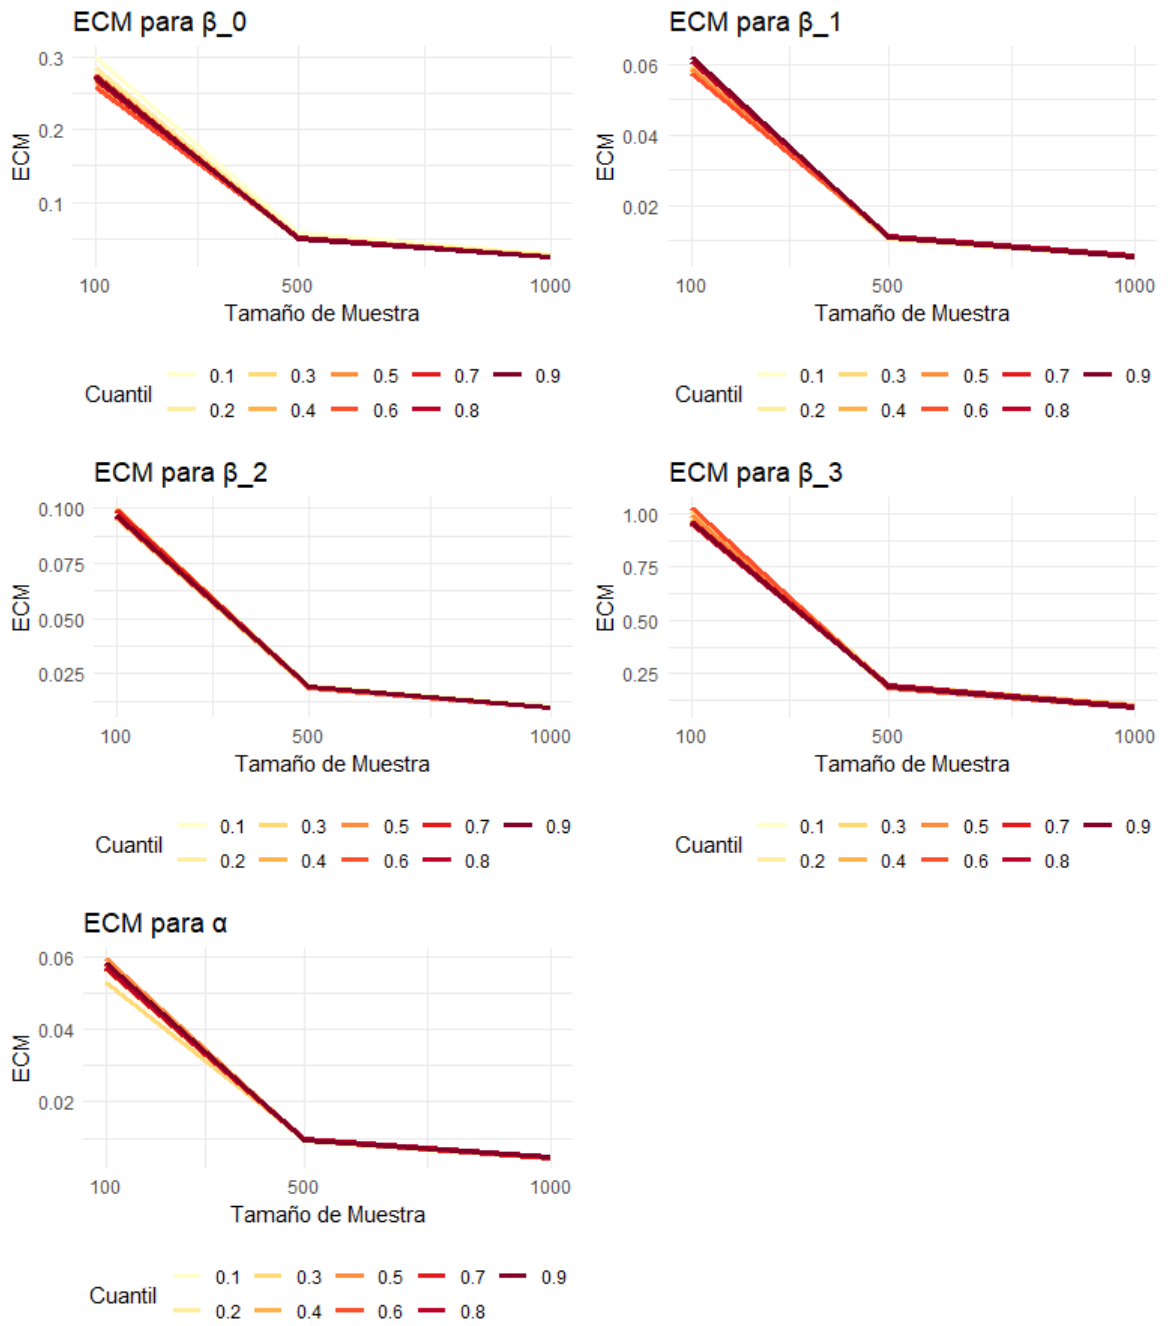 ECM para β_0
0.3
0.2
0.1
ECM
100 500 1000
Tamaño de Muestra
Cuantil 0.1 0.3 0.5 0.7 0.9
0.2 0.4 0.6 0.8
ECM para β_1
0.06
0.04
0.02
ECM
100 500 1000
Tamaño de Muestra
Cuantil 0.1 0.3 0.5 0.7 0.9
0.2 0.4 0.6 0.8
ECM para β_2
0.100
0.075
0.050
0.025
ECM
100 500 1000
Tamaño de Muestra
Cuantil 0.1 0.3 0.5 0.7 0.9
0.2 0.4 0.6 0.8
ECM para β_3
1.00
0.75
0.50
0.25
ECM
100 500 1000
Tamaño de Muestra
Cuantil 0.1 0.3 0.5 0.7 0.9
0.2 0.4 0.6 0.8
ECM para α
0.06
0.04
0.02
ECM
100 500 1000
Tamaño de Muestra
Cuantil 0.1 0.3 0.5 0.7 0.9
0.2 0.4 0.6 0.8